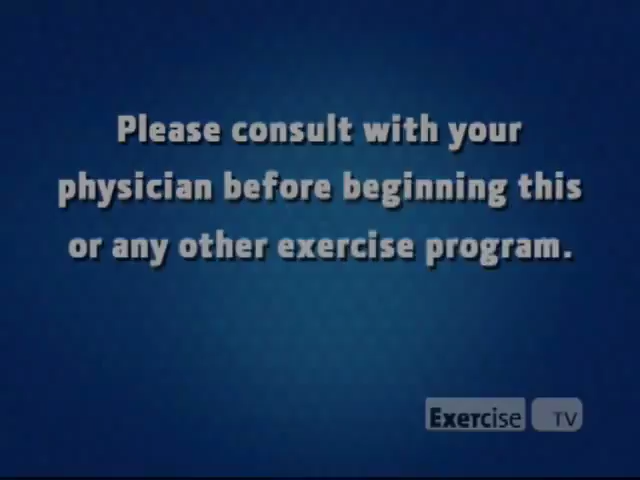 Please consult with your
physician before beginning this
or any other exercise program.
Exercise TV